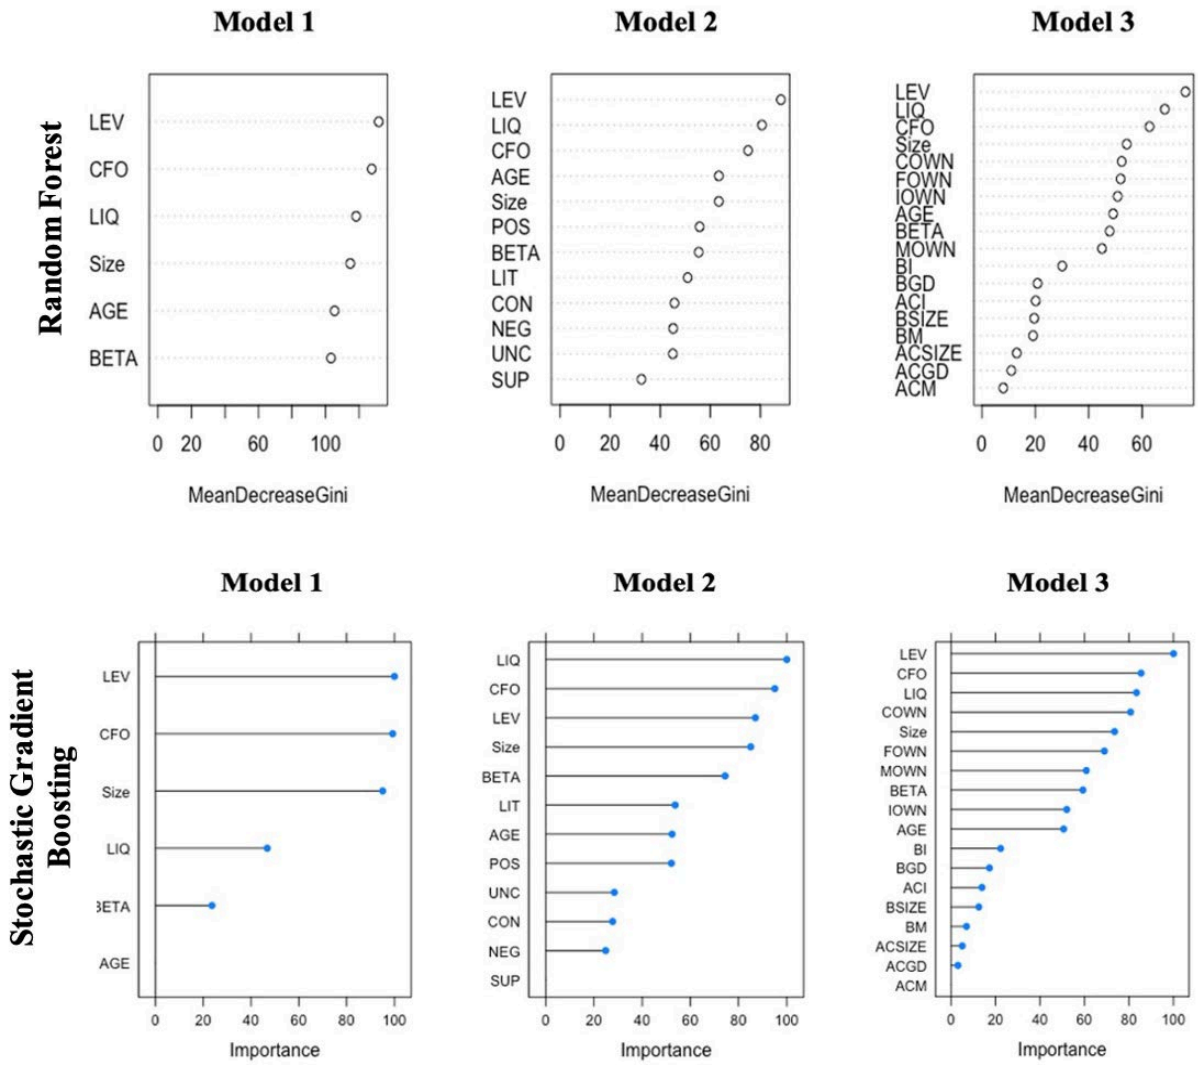 Model 1
Model 2
Model 3
Random Forest
LEV
CFO
LIQ
Size
AGE
BETA
0 20 60 100
MeanDecreaseGini
LEV
LIQ
CFO
AGE
Size
POS
BETA
LIT
CON
NEG
UNC
SUP
0 20 40 60 80
MeanDecreaseGini
LEV
LIQ
CFO
Size
COWN
FOWN
IOWN
AGE
BETA
MOWN
BI
BGD
ACI
BSIZE
BM
ACSIZE
ACGD
ACM
0 20 40 60
MeanDecreaseGini
Model 1
Model 2
Model 3
Stochastic Gradient
Boosting
LEV
CFO
Size
LIQ
BETA
AGE
0 20 40 60 80 100
Importance
LIQ
CFO
LEV
Size
BETA
LIT
AGE
POS
UNC
CON
NEG
SUP
0 20 40 60 80 100
Importance
LEV
CFO
LIQ
COWN
Size
FOWN
MOWN
BETA
IOWN
AGE
BI
BGD
ACI
BSIZE
BM
ACSIZE
ACGD
ACM
0 20 40 60 80 100
Importance